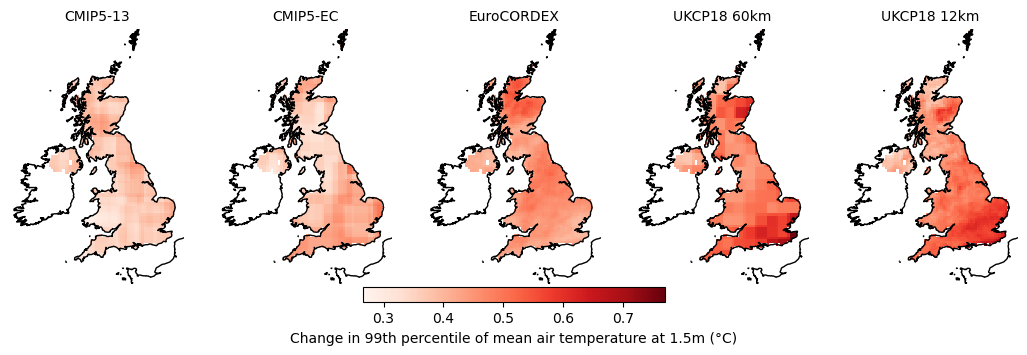 CMIP5-13 CMIP5-EC EuroCORDEX UKCP18 60km UKCP18 12km
0.3 0.4 0.5 0.6 0.7
Change in 99th percentile of mean air temperature at 1.5m (°C)